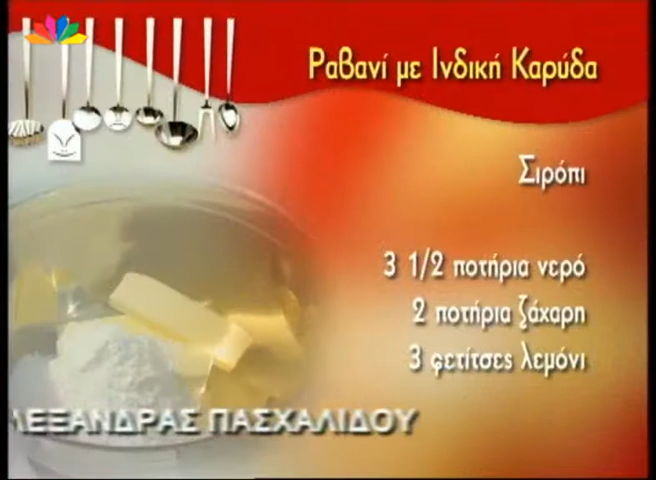 Ραβανί με Ινδική Καρύδα
Σιρόπι
3 1/2 ποτήρια νερό
2 ποτήρια ζάχαρη
3 φετίτσες λεμόνι
ΛΕΞΑΝΔΡΑΣ ΠΑΣΧΑΛΙΔΟΥ